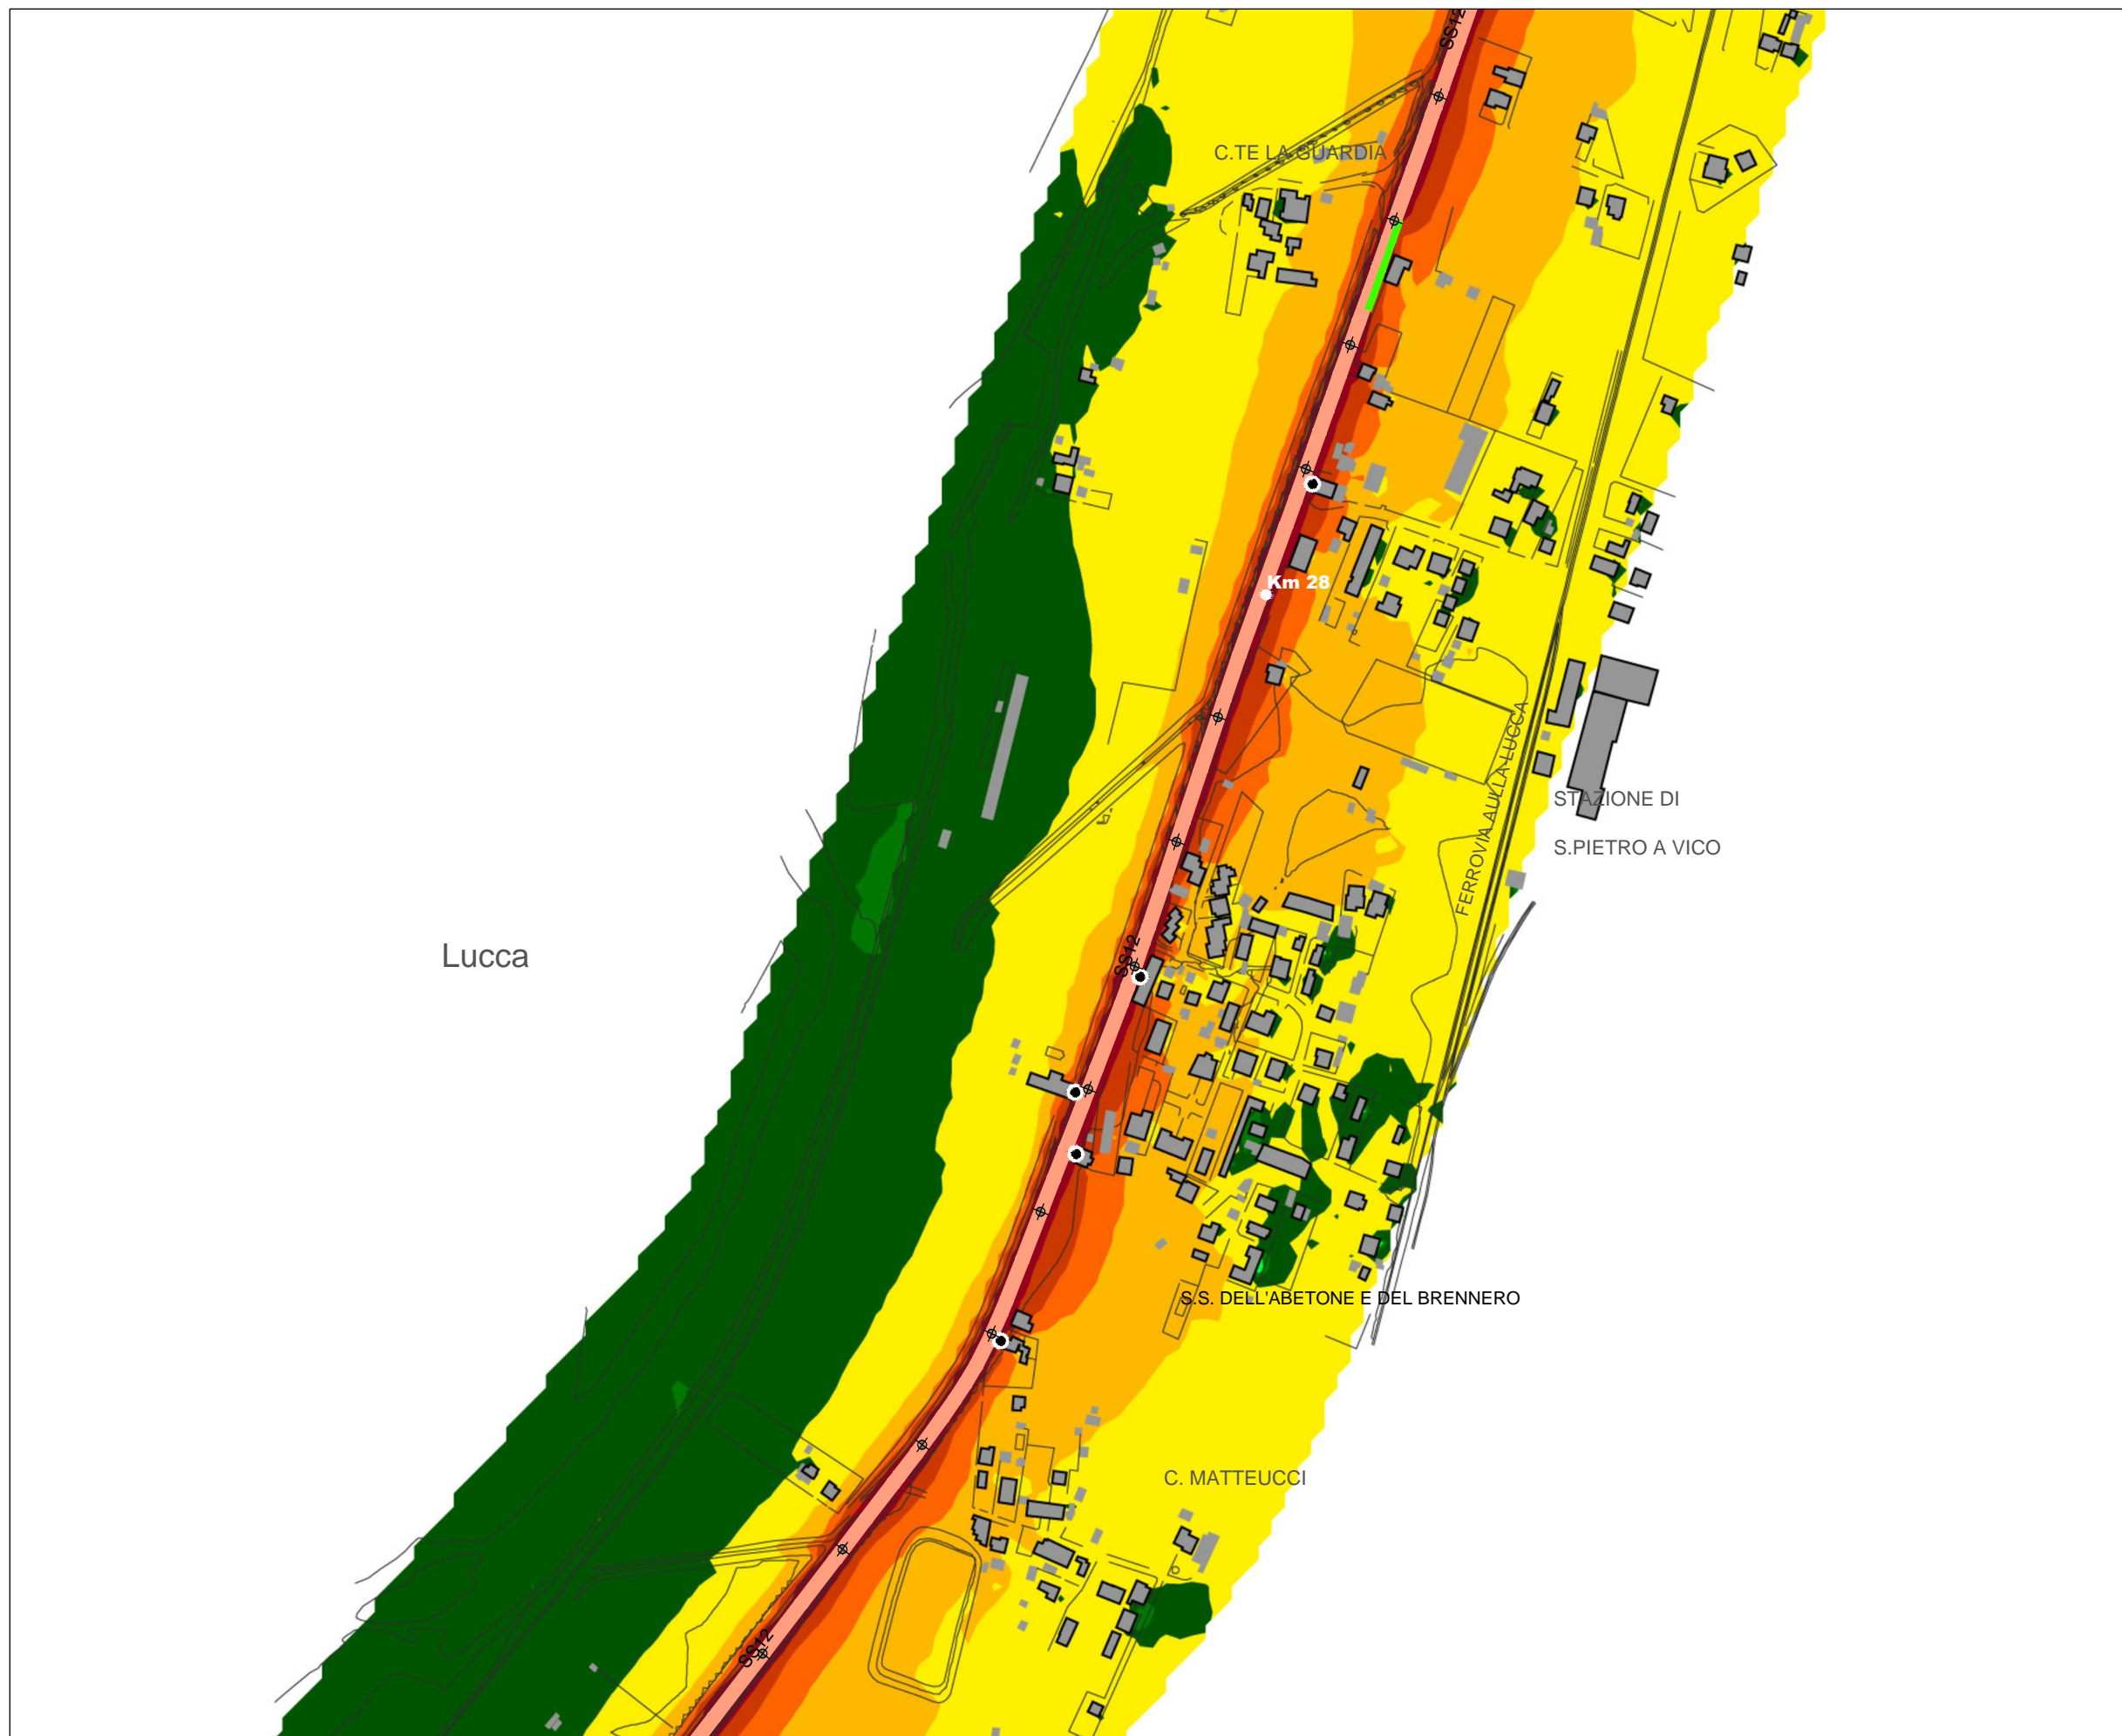 SS12
C.TE LA GUARDIA
Km 28
FERROVIA AULLA-LUCCA
STAZIONE DI
S.PIETRO A VICO
Lucca
SS12
S.S. DELL'ABETONE E DEL BRENNERO
C. MATTEUCCI
SS12